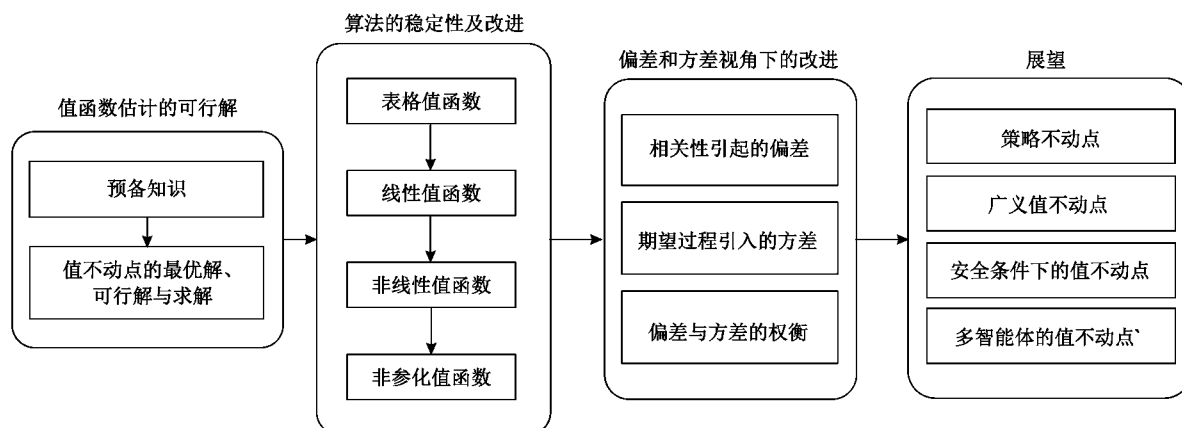 值函数估计的可行解
预备知识
值不动点的最优解、
可行解与求解
算法的稳定性及改进
表格值函数
线性值函数
非线性值函数
非参化值函数
偏差和方差视角下的改进
相关性引起的偏差
期望过程引入的方差
偏差与方差的权衡
展望
策略不动点
广义值不动点
安全条件下的值不动点
多智能体的值不动点`